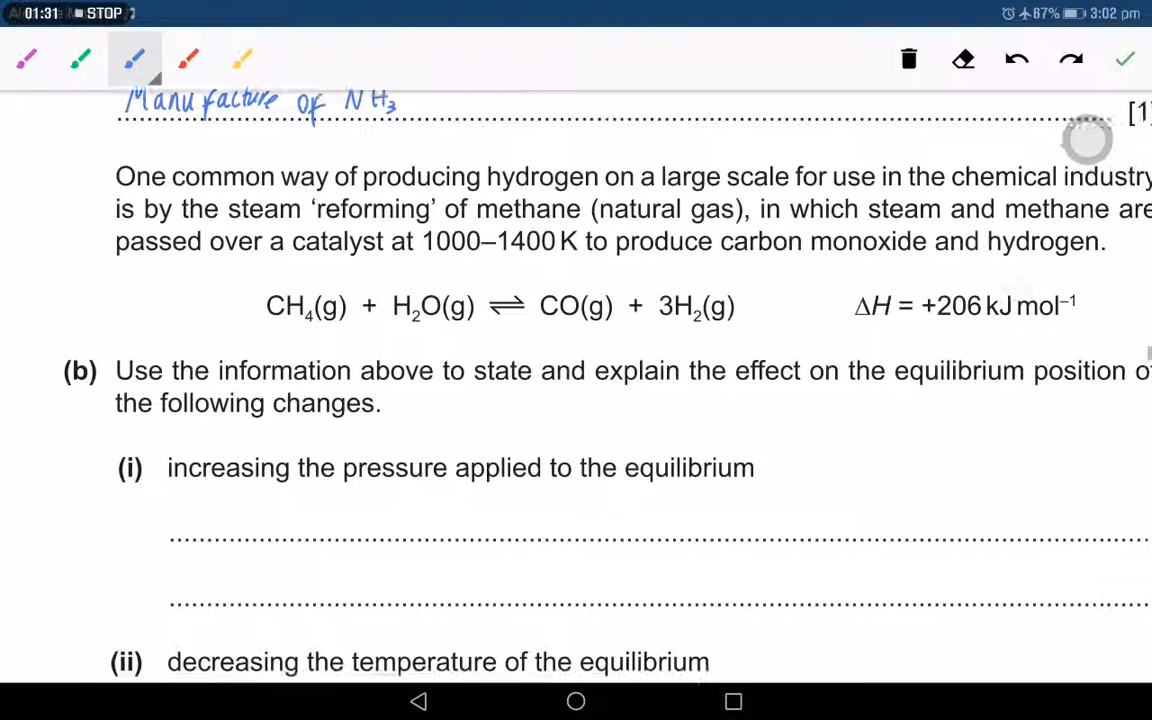 01:31 STOP 67% 3:02 pm
Manufacture of NH₃
[1]
One common way of producing hydrogen on a large scale for use in the chemical industry
is by the steam ‘reforming’ of methane (natural gas), in which steam and methane are
passed over a catalyst at 1000–1400 K to produce carbon monoxide and hydrogen.
CH₄(g) + H₂O(g) ⇌ CO(g) + 3H₂(g) ΔH = +206 kJ mol⁻¹
(b) Use the information above to state and explain the effect on the equilibrium position of
the following changes.
(i) increasing the pressure applied to the equilibrium
(ii) decreasing the temperature of the equilibrium